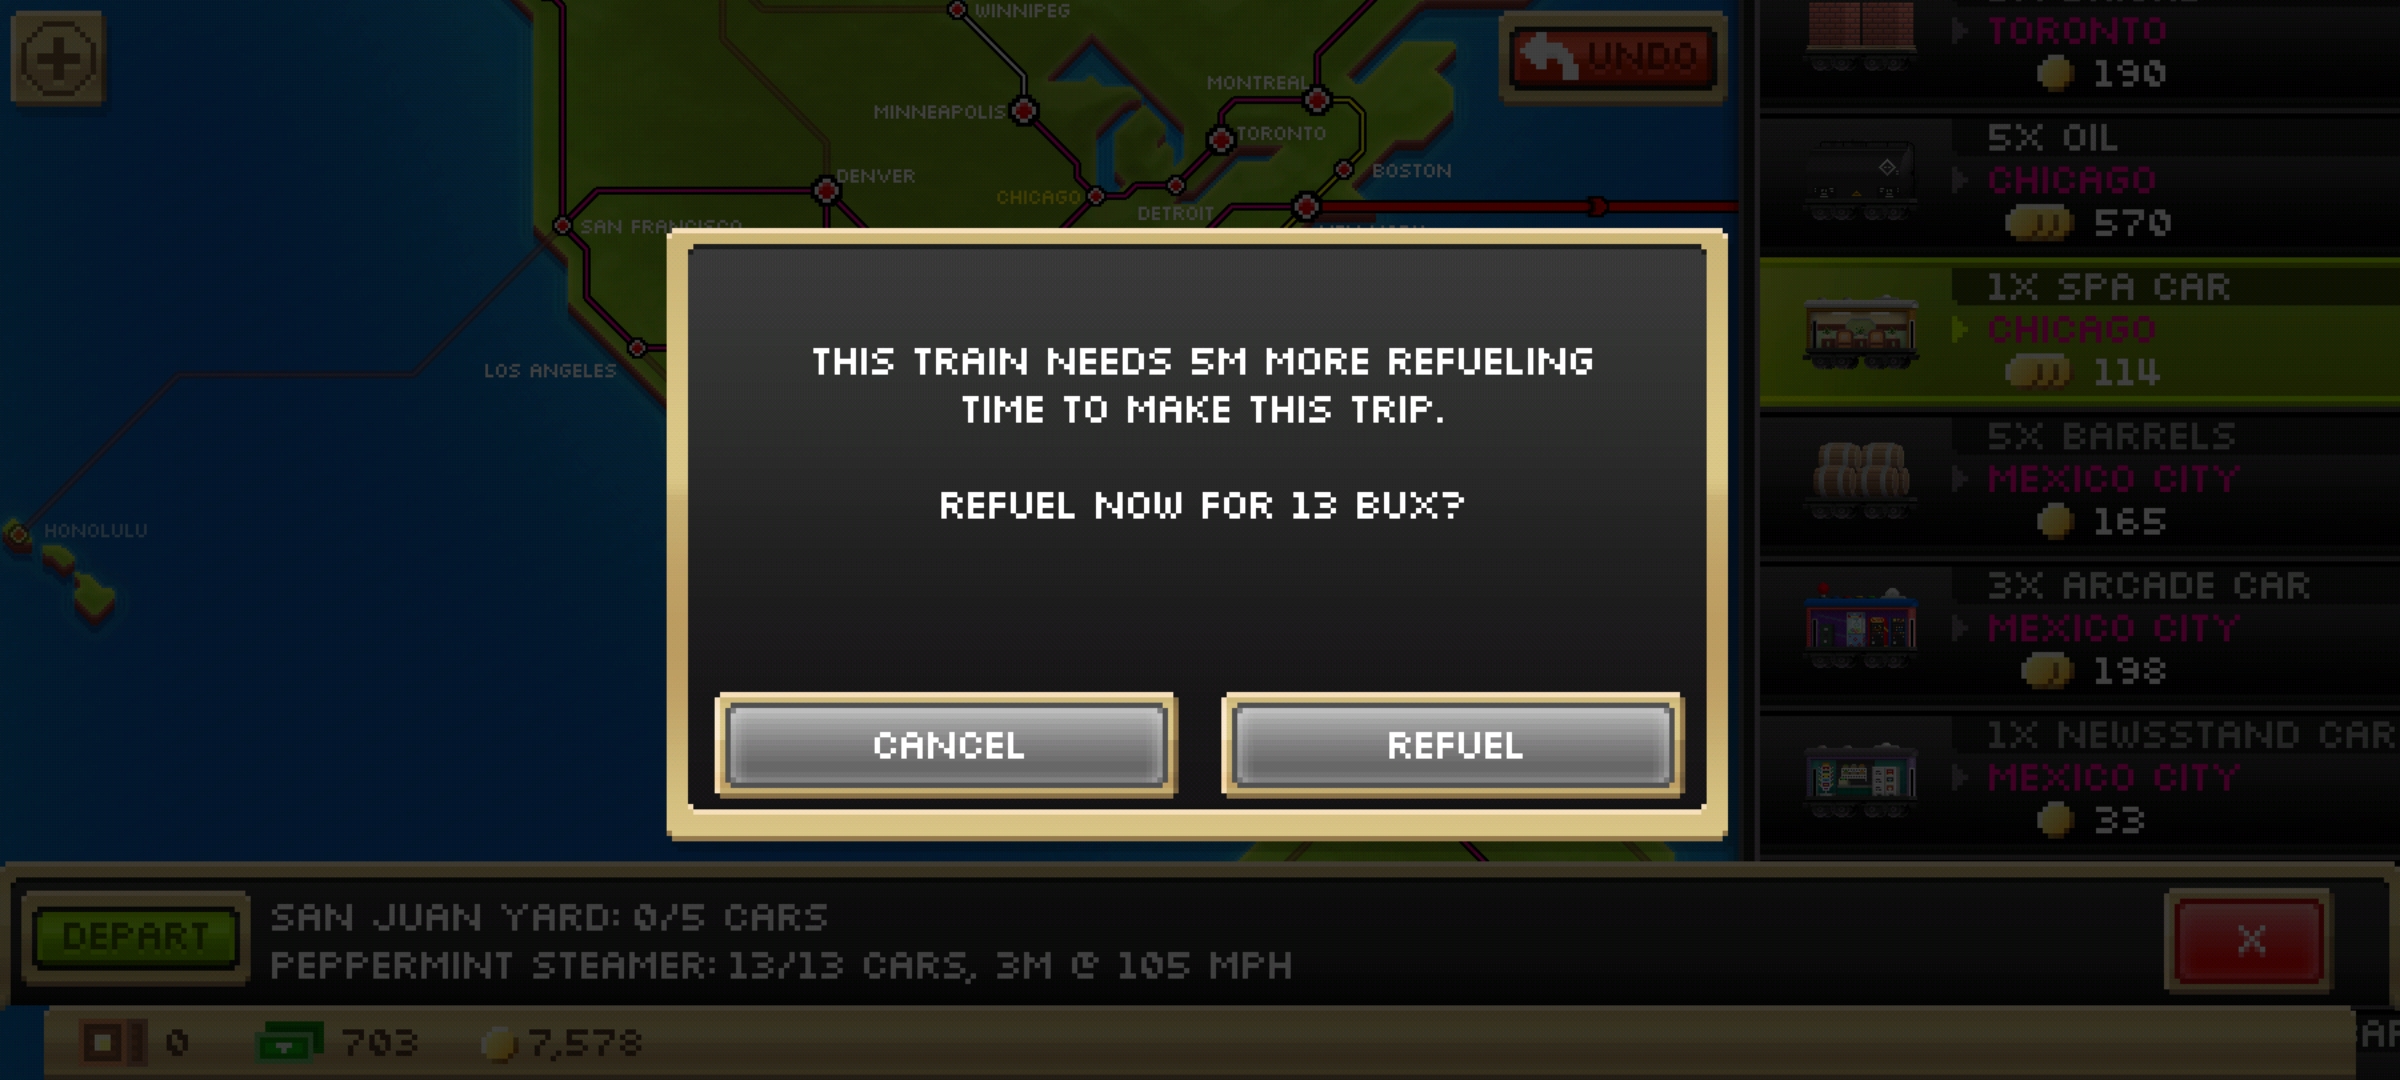 WINNIPEG
UNDO
MONTREAL
MINNEAPOLIS
TORONTO
DENVER
BOSTON
CHICAGO
DETROIT
SAN FRANCISCO
LOS ANGELES
HONOLULU
TORONTO
190
5X OIL
CHICAGO
570
1X SPA CAR
CHICAGO
114
5X BARRELS
MEXICO CITY
165
3X ARCADE CAR
MEXICO CITY
198
1X NEWSSTAND CAR
MEXICO CITY
33
THIS TRAIN NEEDS 5M MORE REFUELING
TIME TO MAKE THIS TRIP.
REFUEL NOW FOR 13 BUX?
CANCEL
REFUEL
DEPART
SAN JUAN YARD: 0/5 CARS
PEPPERMINT STEAMER: 13/13 CARS, 3M @ 105 MPH
X
0
703
7,578